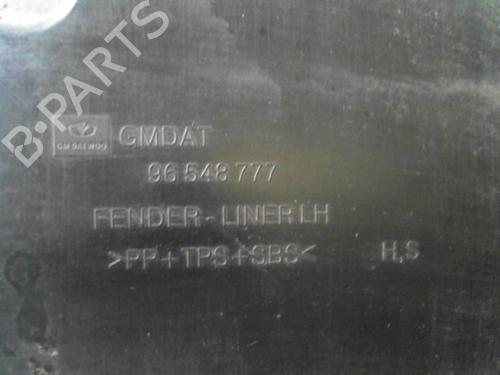 B-PARTS
GM DAEWOO
GMDAT
96 548 777
FENDER-LINER LH
>PP+TPS+SBS< H,S